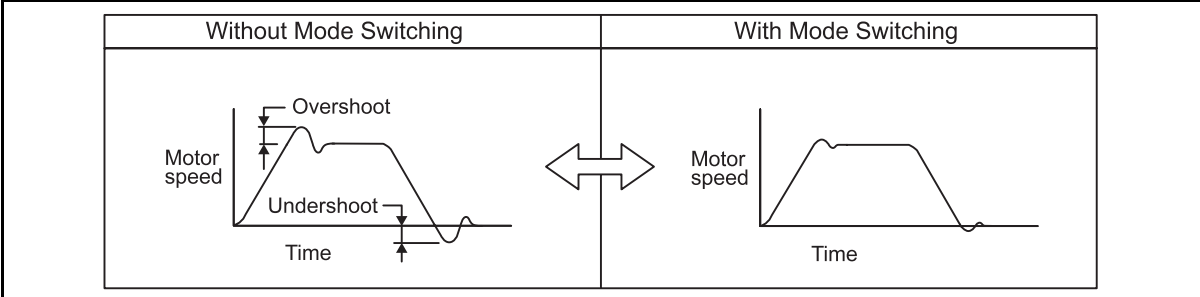 Without Mode Switching
With Mode Switching
Overshoot
Motor
speed
Undershoot
Time
Motor
speed
Time